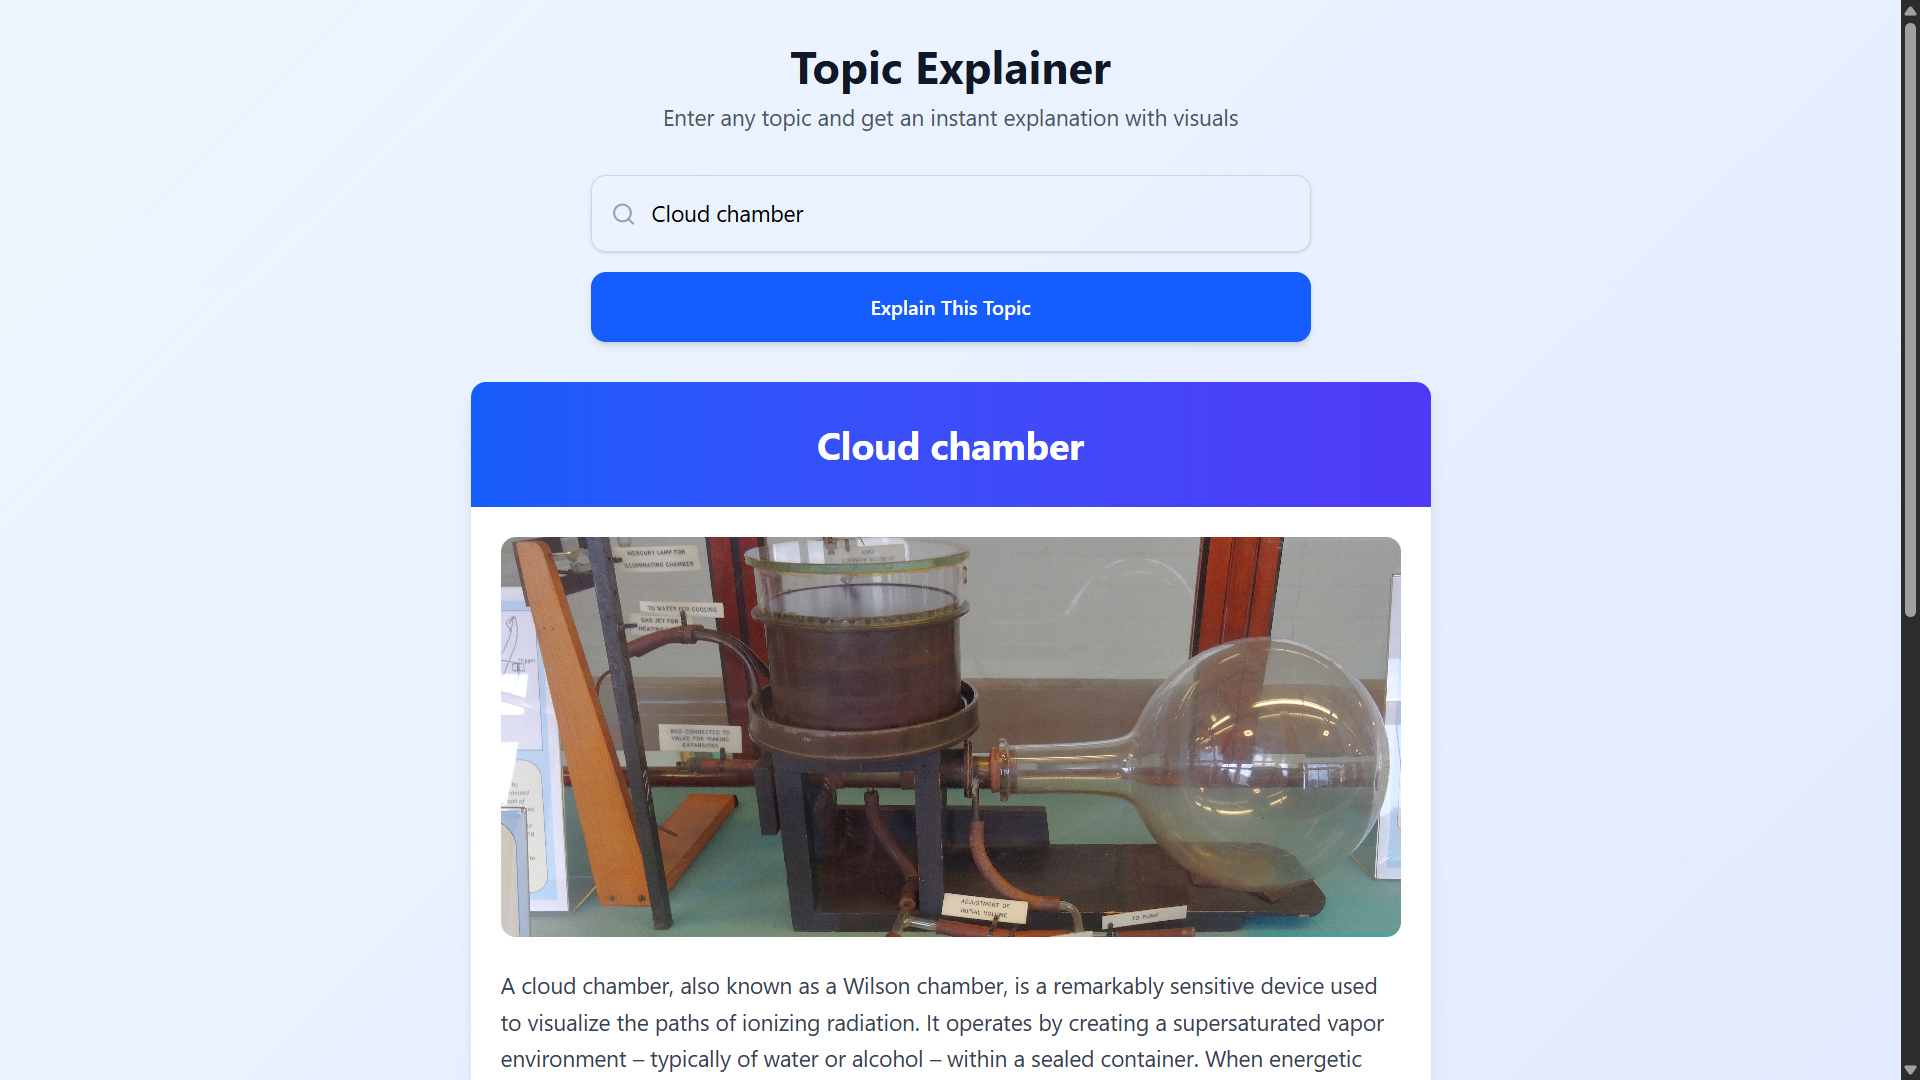 Topic Explainer
Enter any topic and get an instant explanation with visuals
Cloud chamber
Explain This Topic
Cloud chamber
MERCURY LAMP FOR
ILLUMINATING CHAMBER
TO WATER FOR COOLING
GAS JET FOR
HEATING
ROD CONNECTED TO
VALVE FOR MAKING
EXPANSIONS
ADJUSTMENT OF
INITIAL VOLUME
TO PUMP
A cloud chamber, also known as a Wilson chamber, is a remarkably sensitive device used
to visualize the paths of ionizing radiation. It operates by creating a supersaturated vapor
environment – typically of water or alcohol – within a sealed container. When energetic